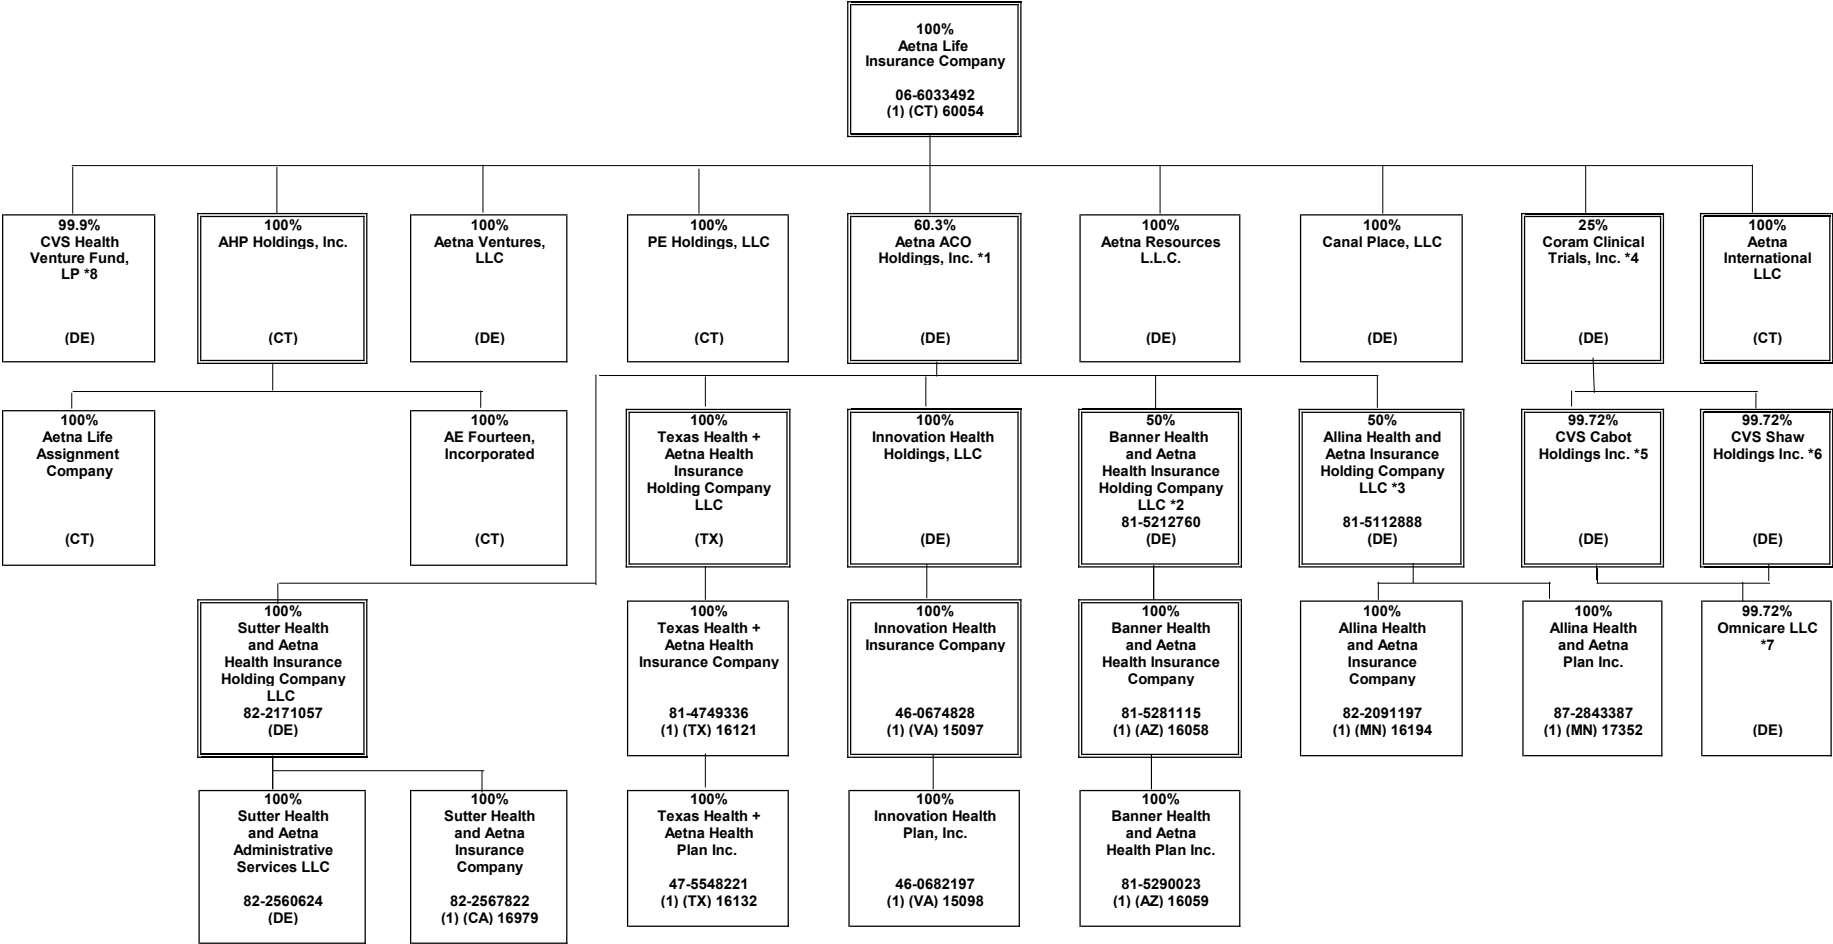 100%
Aetna Life
Insurance Company
06-6033492
(1) (CT) 60054
99.9%
CVS Health
Venture Fund,
LP *8
(DE)
100%
AHP Holdings, Inc.
(CT)
100%
Aetna Ventures,
LLC
(DE)
100%
PE Holdings, LLC
(CT)
60.3%
Aetna ACO
Holdings, Inc. *1
(DE)
100%
Aetna Resources
L.L.C.
(DE)
100%
Canal Place, LLC
(DE)
25%
Coram Clinical
Trials, Inc. *4
(DE)
100%
Aetna
International
LLC
(CT)
100%
Aetna Life
Assignment
Company
(CT)
100%
AE Fourteen,
Incorporated
(CT)
100%
Texas Health +
Aetna Health
Insurance
Holding Company
LLC
(TX)
100%
Innovation Health
Holdings, LLC
(DE)
50%
Banner Health
and Aetna
Health Insurance
Holding Company
LLC *2
81-5212760
(DE)
50%
Allina Health and
Aetna Insurance
Holding Company
LLC *3
81-5112888
(DE)
99.72%
CVS Cabot
Holdings Inc. *5
(DE)
99.72%
CVS Shaw
Holdings Inc. *6
(DE)
100%
Sutter Health
and Aetna
Health Insurance
Holding Company
LLC
82-2171057
(DE)
100%
Texas Health +
Aetna Health
Insurance Company
81-4749336
(1) (TX) 16121
100%
Innovation Health
Insurance Company
46-0674828
(1) (VA) 15097
100%
Banner Health
and Aetna
Health Insurance
Company
81-5281115
(1) (AZ) 16058
100%
Allina Health
and Aetna
Insurance
Company
82-2091197
(1) (MN) 16194
100%
Allina Health
and Aetna
Plan Inc.
87-2843387
(1) (MN) 17352
99.72%
Omnicare LLC
*7
(DE)
100%
Sutter Health
and Aetna
Administrative
Services LLC
82-2560624
(DE)
100%
Sutter Health
and Aetna
Insurance
Company
82-2567822
(1) (CA) 16979
100%
Texas Health +
Aetna Health
Plan Inc.
47-5548221
(1) (TX) 16132
100%
Innovation Health
Plan, Inc.
46-0682197
(1) (VA) 15098
100%
Banner Health
and Aetna
Health Plan Inc.
81-5290023
(1) (AZ) 16059